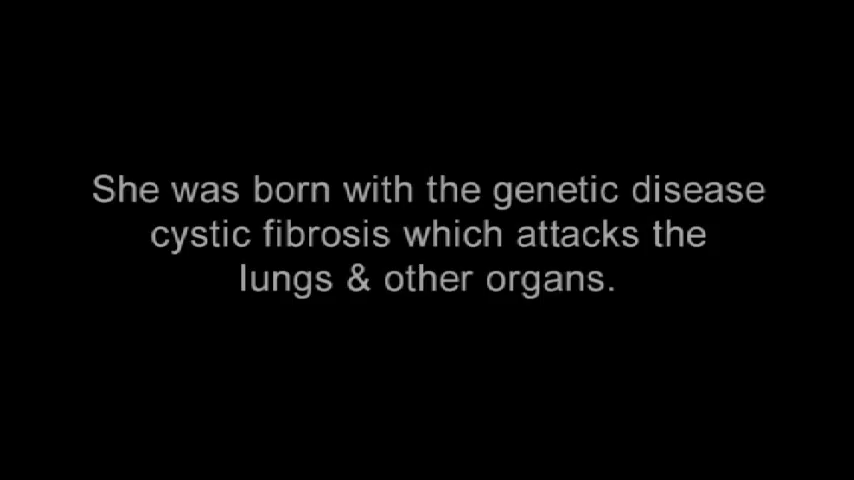 She was born with the genetic disease
cystic fibrosis which attacks the
lungs & other organs.